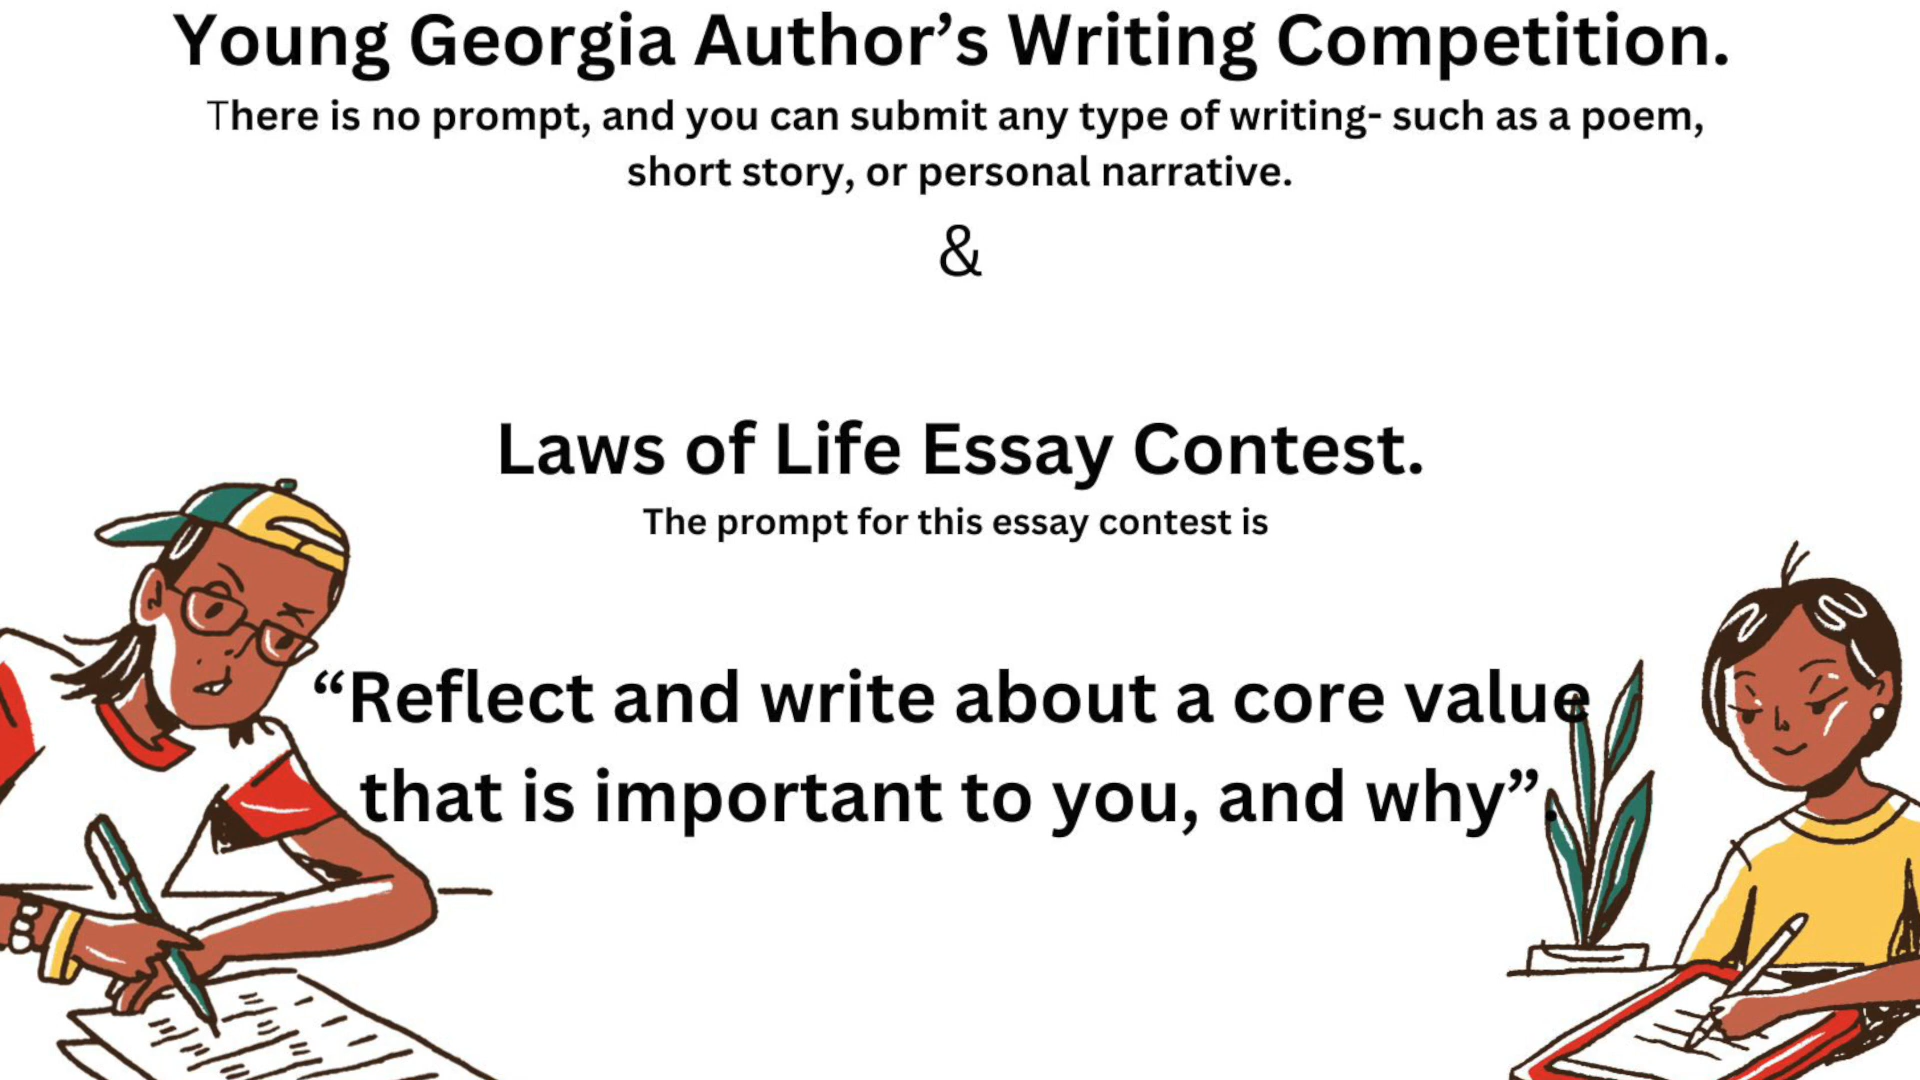 Young Georgia Author’s Writing Competition.
There is no prompt, and you can submit any type of writing- such as a poem,
short story, or personal narrative.
&
Laws of Life Essay Contest.
The prompt for this essay contest is
“Reflect and write about a core value
that is important to you, and why”.